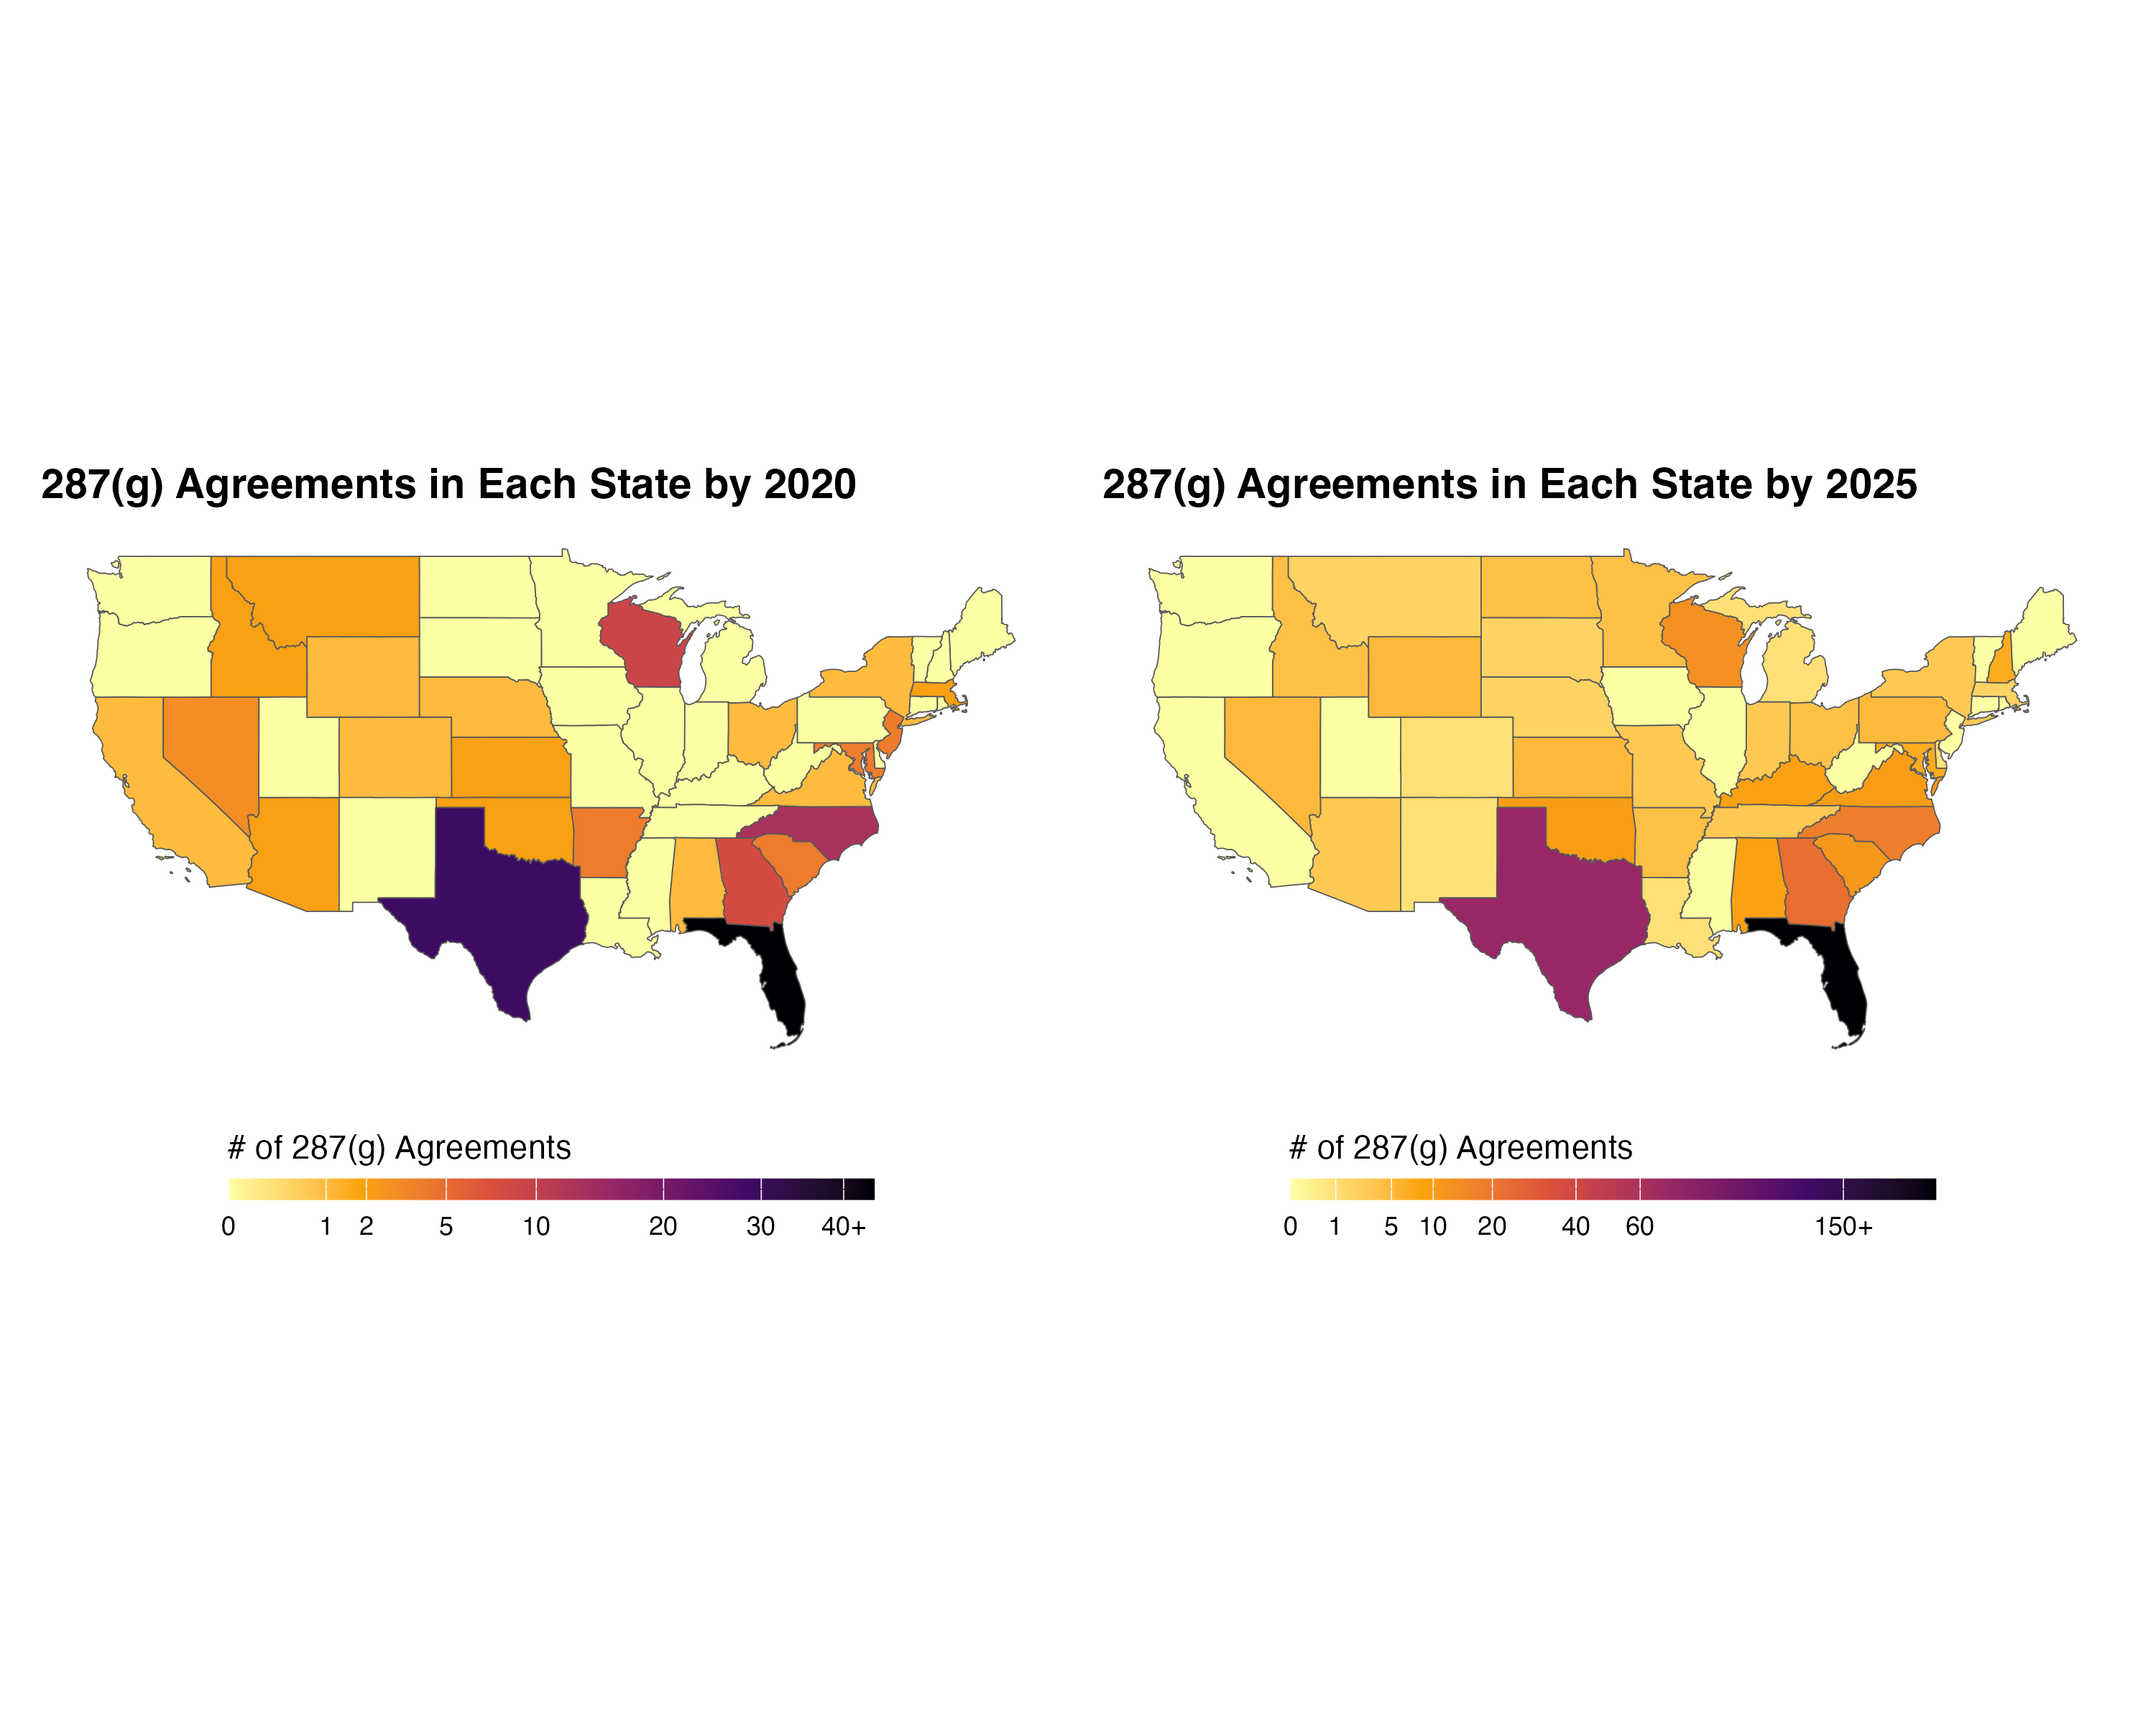 287(g) Agreements in Each State by 2020
287(g) Agreements in Each State by 2025
# of 287(g) Agreements
0 1 2 5 10 20 30 40+
# of 287(g) Agreements
0 1 5 10 20 40 60 150+